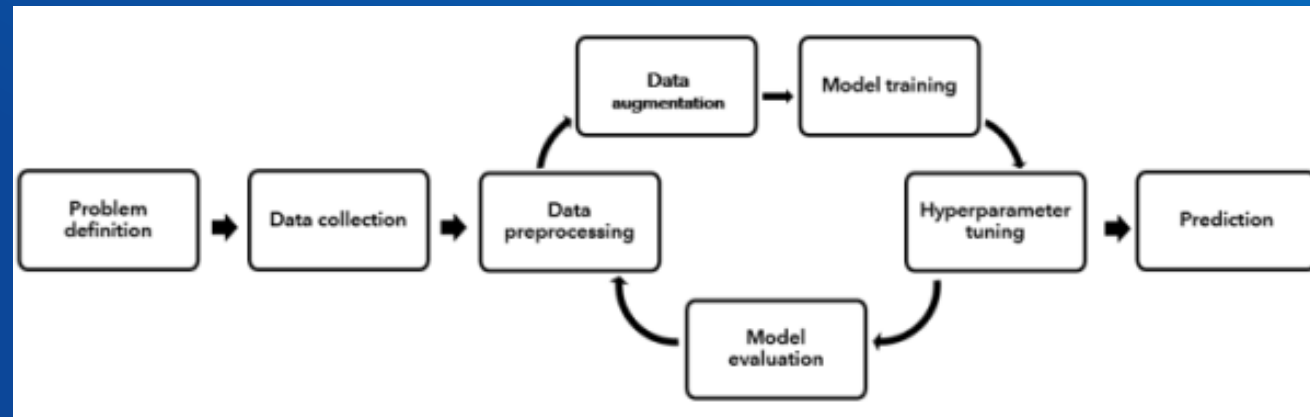 Problem
definition
Data collection
Data
preprocessing
Data
augmentation
Model training
Hyperparameter
tuning
Model
evaluation
Prediction